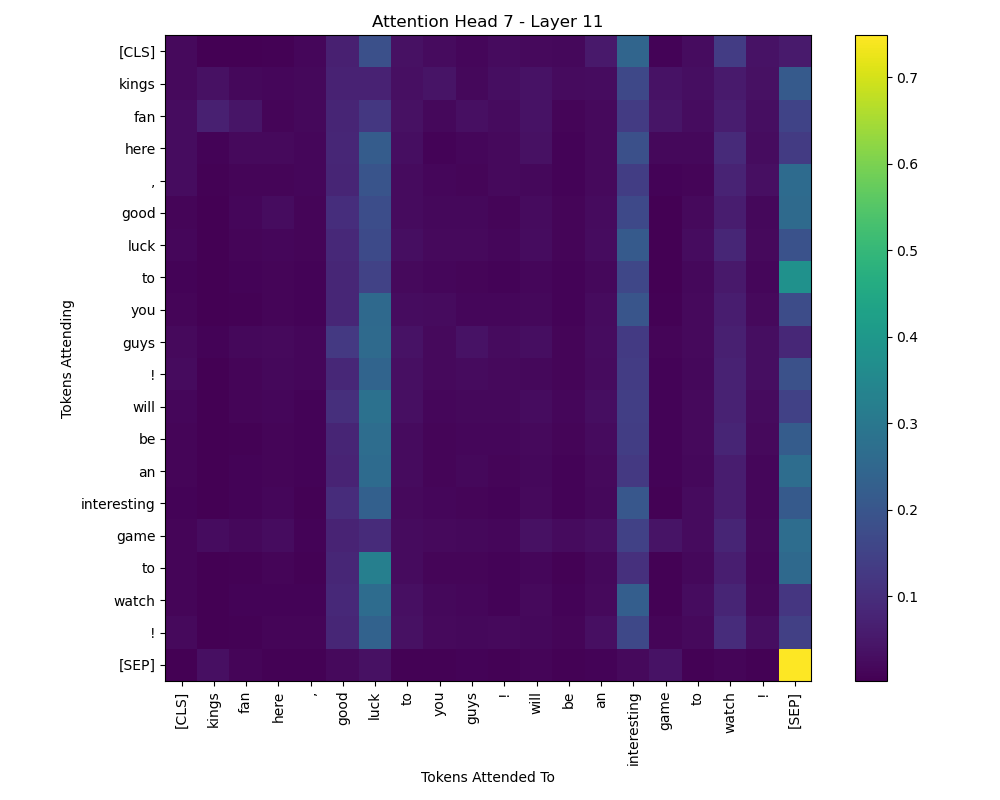 Attention Head 7 - Layer 11
Tokens Attending
[CLS]
kings
fan
here
,
good
luck
to
you
guys
!
will
be
an
interesting
game
to
watch
!
[SEP]
[CLS] kings fan here , good luck to you guys ! will be an interesting game to watch ! [SEP]
Tokens Attended To
0.7
0.6
0.5
0.4
0.3
0.2
0.1